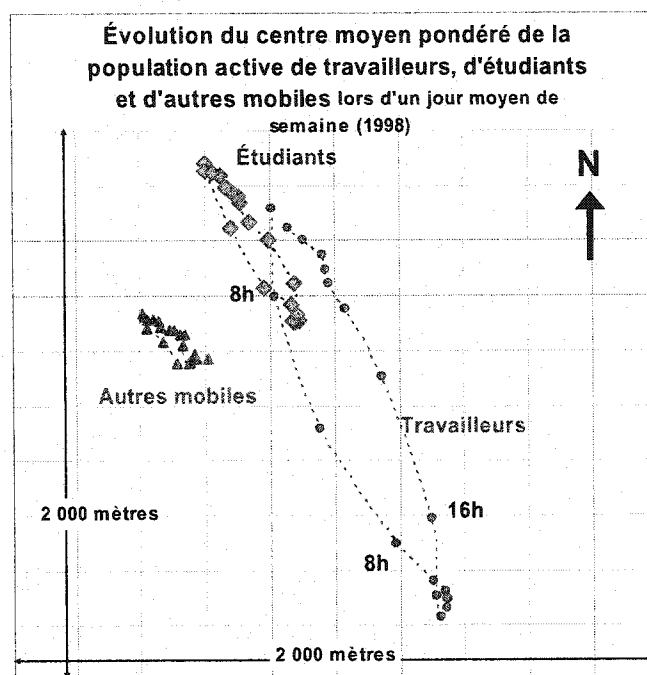 Évolution du centre moyen pondéré de la
population active de travailleurs, d'étudiants
et d'autres mobiles lors d'un jour moyen de
semaine (1998)
Étudiants
N
8h
Autres mobiles
Travailleurs
2 000 mètres
16h
8h
2 000 mètres